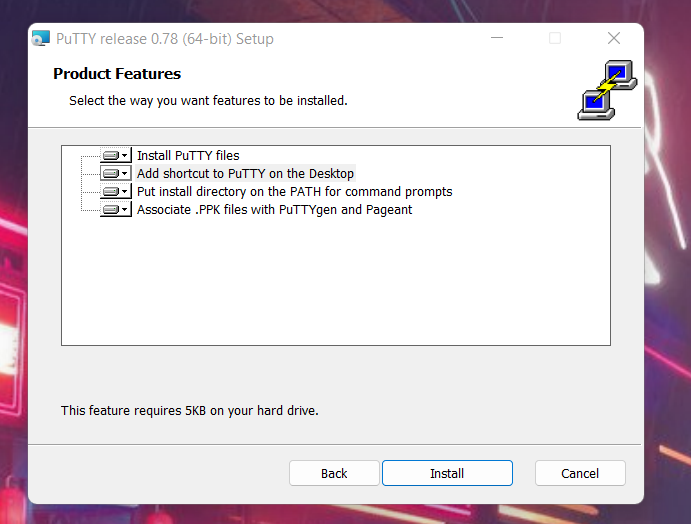 PuTTY release 0.78 (64-bit) Setup
Product Features
Select the way you want features to be installed.
Install PuTTY files
Add shortcut to PuTTY on the Desktop
Put install directory on the PATH for command prompts
Associate .PPK files with PuTTYgen and Pageant
This feature requires 5KB on your hard drive.
Back
Install
Cancel